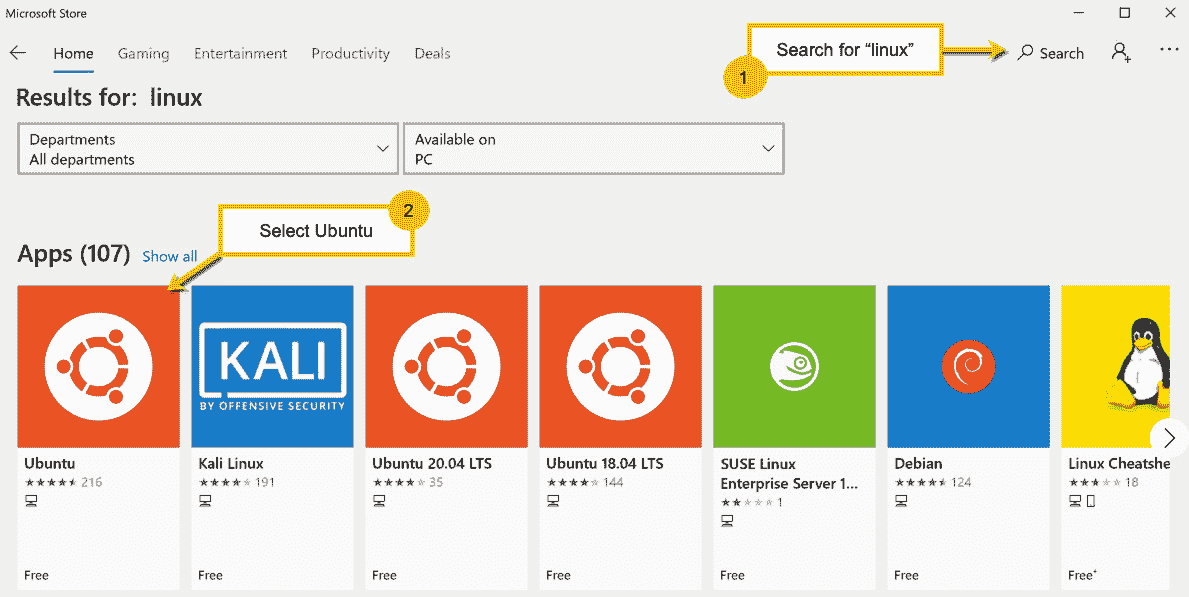 Microsoft Store
Home Gaming Entertainment Productivity Deals
Search for “linux”
1
Search
Results for: linux
Departments
All departments
Available on
PC
2
Select Ubuntu
Apps (107) Show all
KALI
BY OFFENSIVE SECURITY
Ubuntu
216
Free
Kali Linux
191
Free
Ubuntu 20.04 LTS
35
Free
Ubuntu 18.04 LTS
144
Free
SUSE Linux
Enterprise Server 1...
1
Free
Debian
124
Free
Linux Cheatshe
18
Free*